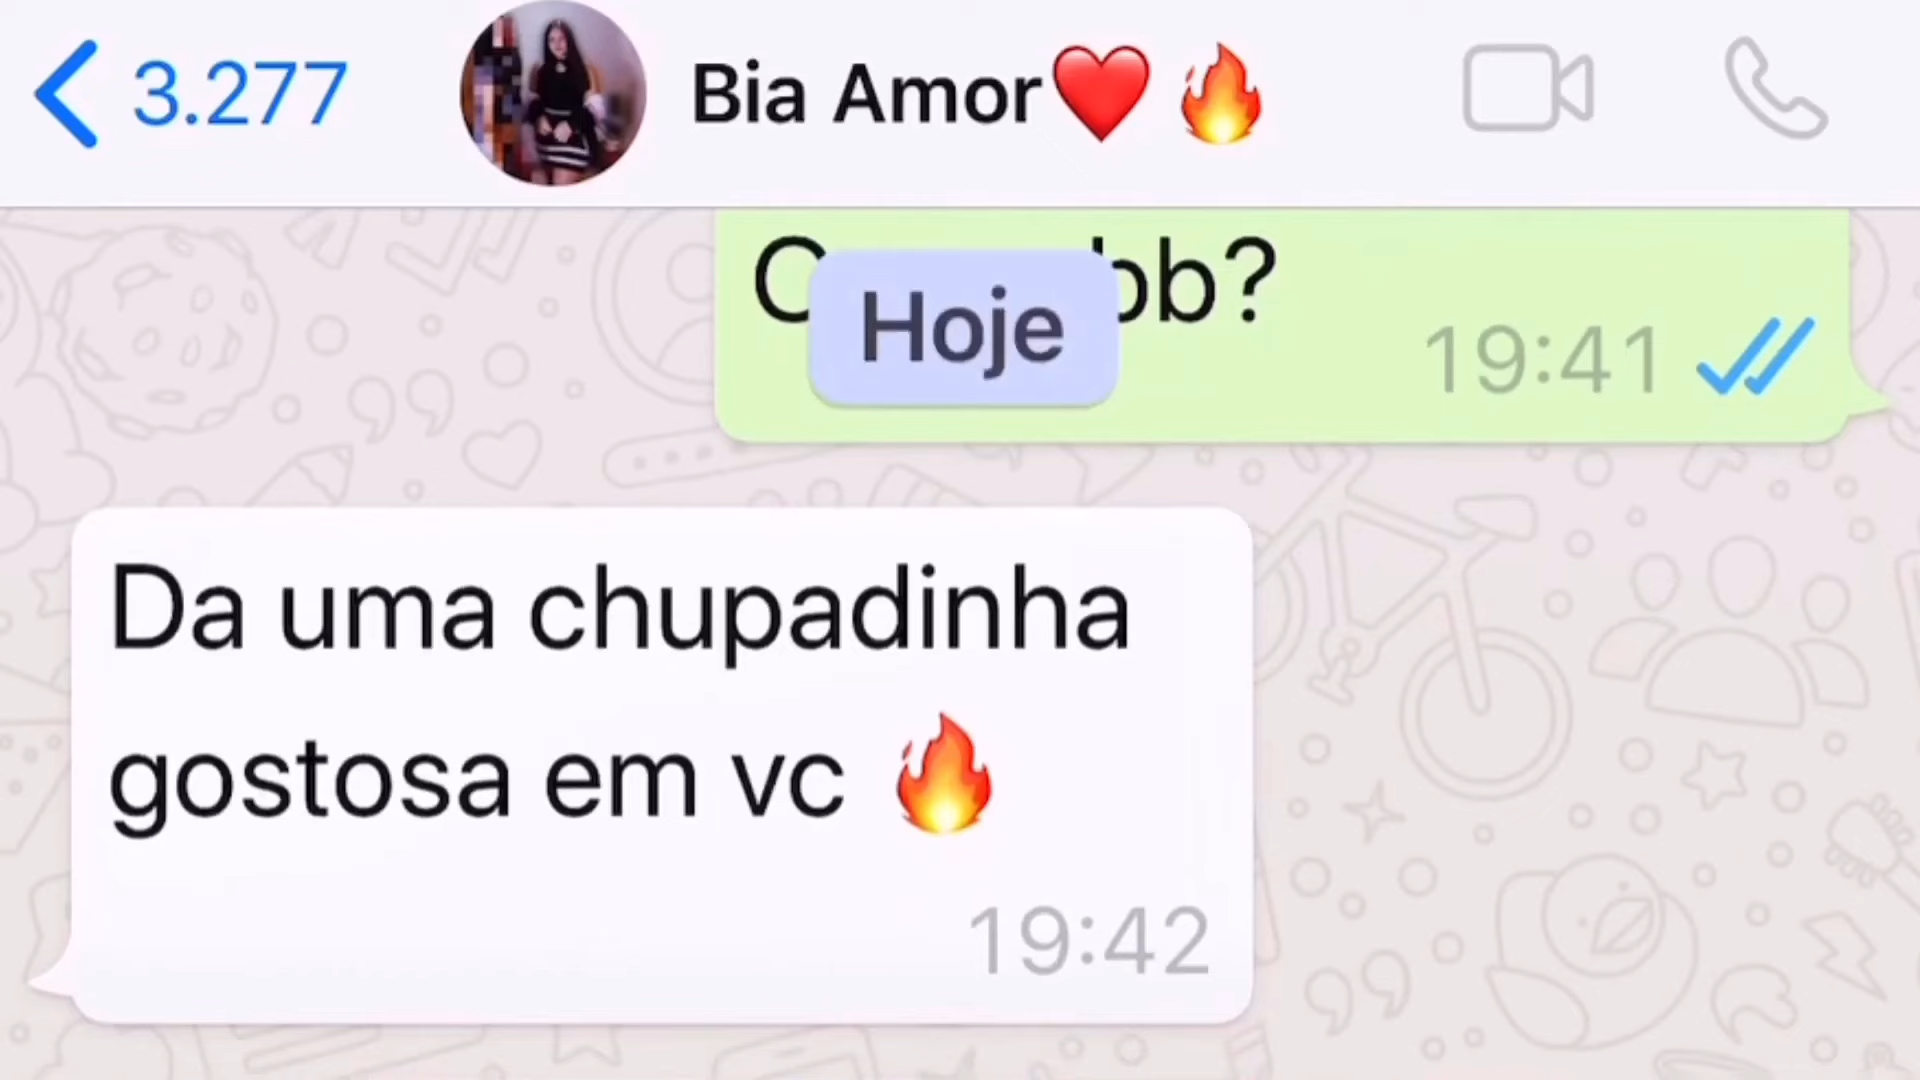 3.277
Bia Amor❤️🔥
bb?
Hoje
19:41
Da uma chupadinha
gostosa em vc 🔥
19:42